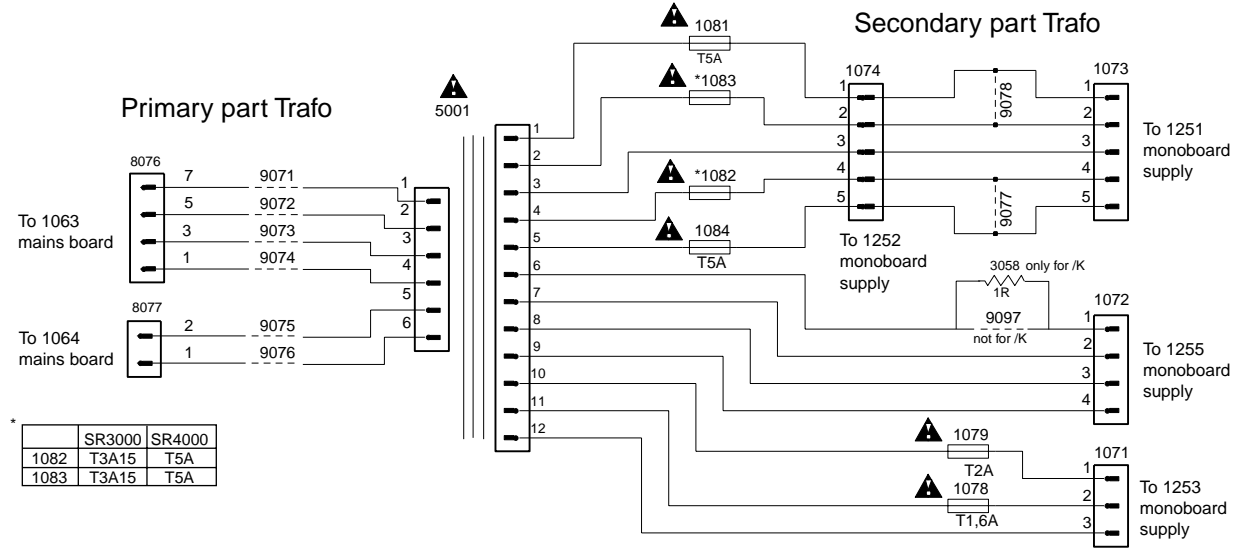 Primary part Trafo
Secondary part Trafo
8076
7 9071 1
5 9072 2
3 9073 3
1 9074 4
5
6
To 1063
mains board
8077
2 9075
1 9076
To 1064
mains board
5001
1
2
3
4
5
6
7
8
9
10
11
12
1081
T5A
*1083
*1082
1084
T5A
1074
1
2
3
4
5
To 1252
monoboard
supply
9078
9077
1073
1
2
3
4
5
To 1251
monoboard
supply
3058 only for /K
1R
9097
not for /K
1072
1
2
3
4
To 1255
monoboard
supply
1079
T2A
1078
T1,6A
1071
1
2
3
To 1253
monoboard
supply
*
SR3000 SR4000
1082 T3A15 T5A
1083 T3A15 T5A